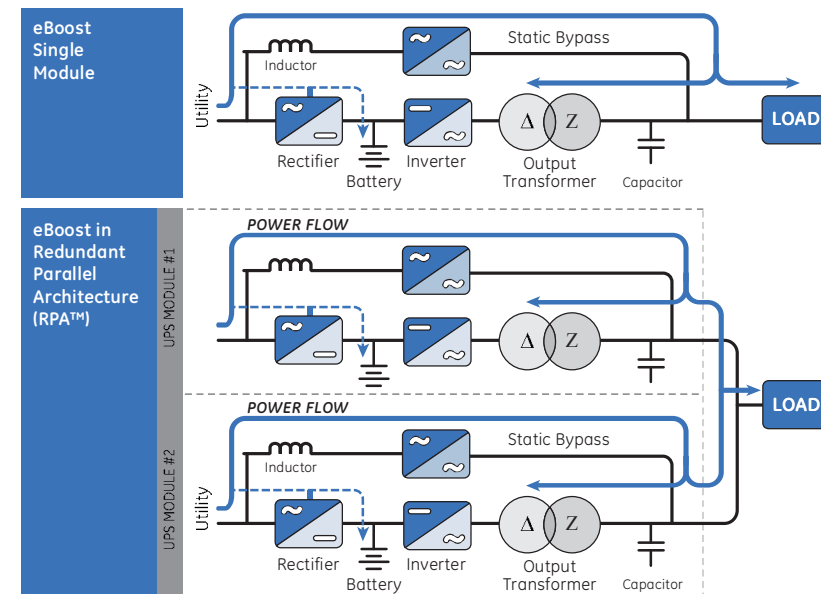 eBoost
Single
Module
Utility
Inductor
Static Bypass
Rectifier
Battery
Inverter
Δ Z
Output
Transformer
Capacitor
LOAD
eBoost in
Redundant
Parallel
Architecture
(RPA™)
UPS MODULE #1
POWER FLOW
Δ Z
LOAD
UPS MODULE #2
POWER FLOW
Utility
Inductor
Static Bypass
Rectifier
Battery
Inverter
Δ Z
Output
Transformer
Capacitor